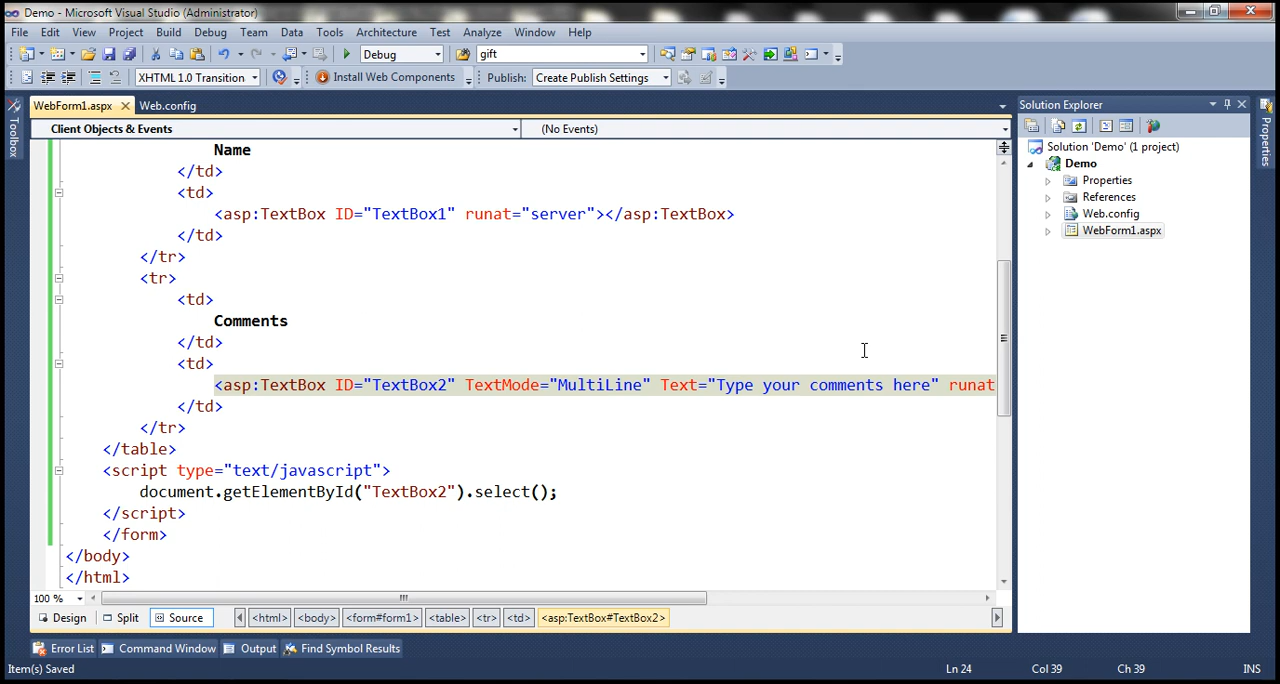 Demo - Microsoft Visual Studio (Administrator)
File Edit View Project Build Debug Team Data Tools Architecture Test Analyze Window Help
Debug gift
XHTML 1.0 Transition Install Web Components Publish: Create Publish Settings
WebForm1.aspx Web.config
Client Objects & Events (No Events)
Toolbox
Name
</td>
<td>
<asp:TextBox ID="TextBox1" runat="server"></asp:TextBox>
</td>
</tr>
<tr>
<td>
Comments
</td>
<td>
<asp:TextBox ID="TextBox2" TextMode="MultiLine" Text="Type your comments here" runat
</td>
</tr>
</table>
<script type="text/javascript">
document.getElementById("TextBox2").select();
</script>
</form>
</body>
</html>
100 %
Design Split Source <html> <body> <form#form1> <table> <tr> <td> <asp:TextBox#TextBox2>
Solution Explorer
Solution 'Demo' (1 project)
Demo
Properties
References
Web.config
WebForm1.aspx
Properties
Error List Command Window Output Find Symbol Results
Item(s) Saved Ln 24 Col 39 Ch 39 INS